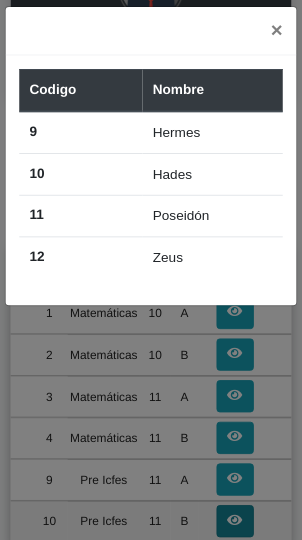 ×
Codigo Nombre
9 Hermes
10 Hades
11 Poseidón
12 Zeus
1 Matemáticas 10 A
2 Matemáticas 10 B
3 Matemáticas 11 A
4 Matemáticas 11 B
9 Pre Icfes 11 A
10 Pre Icfes 11 B